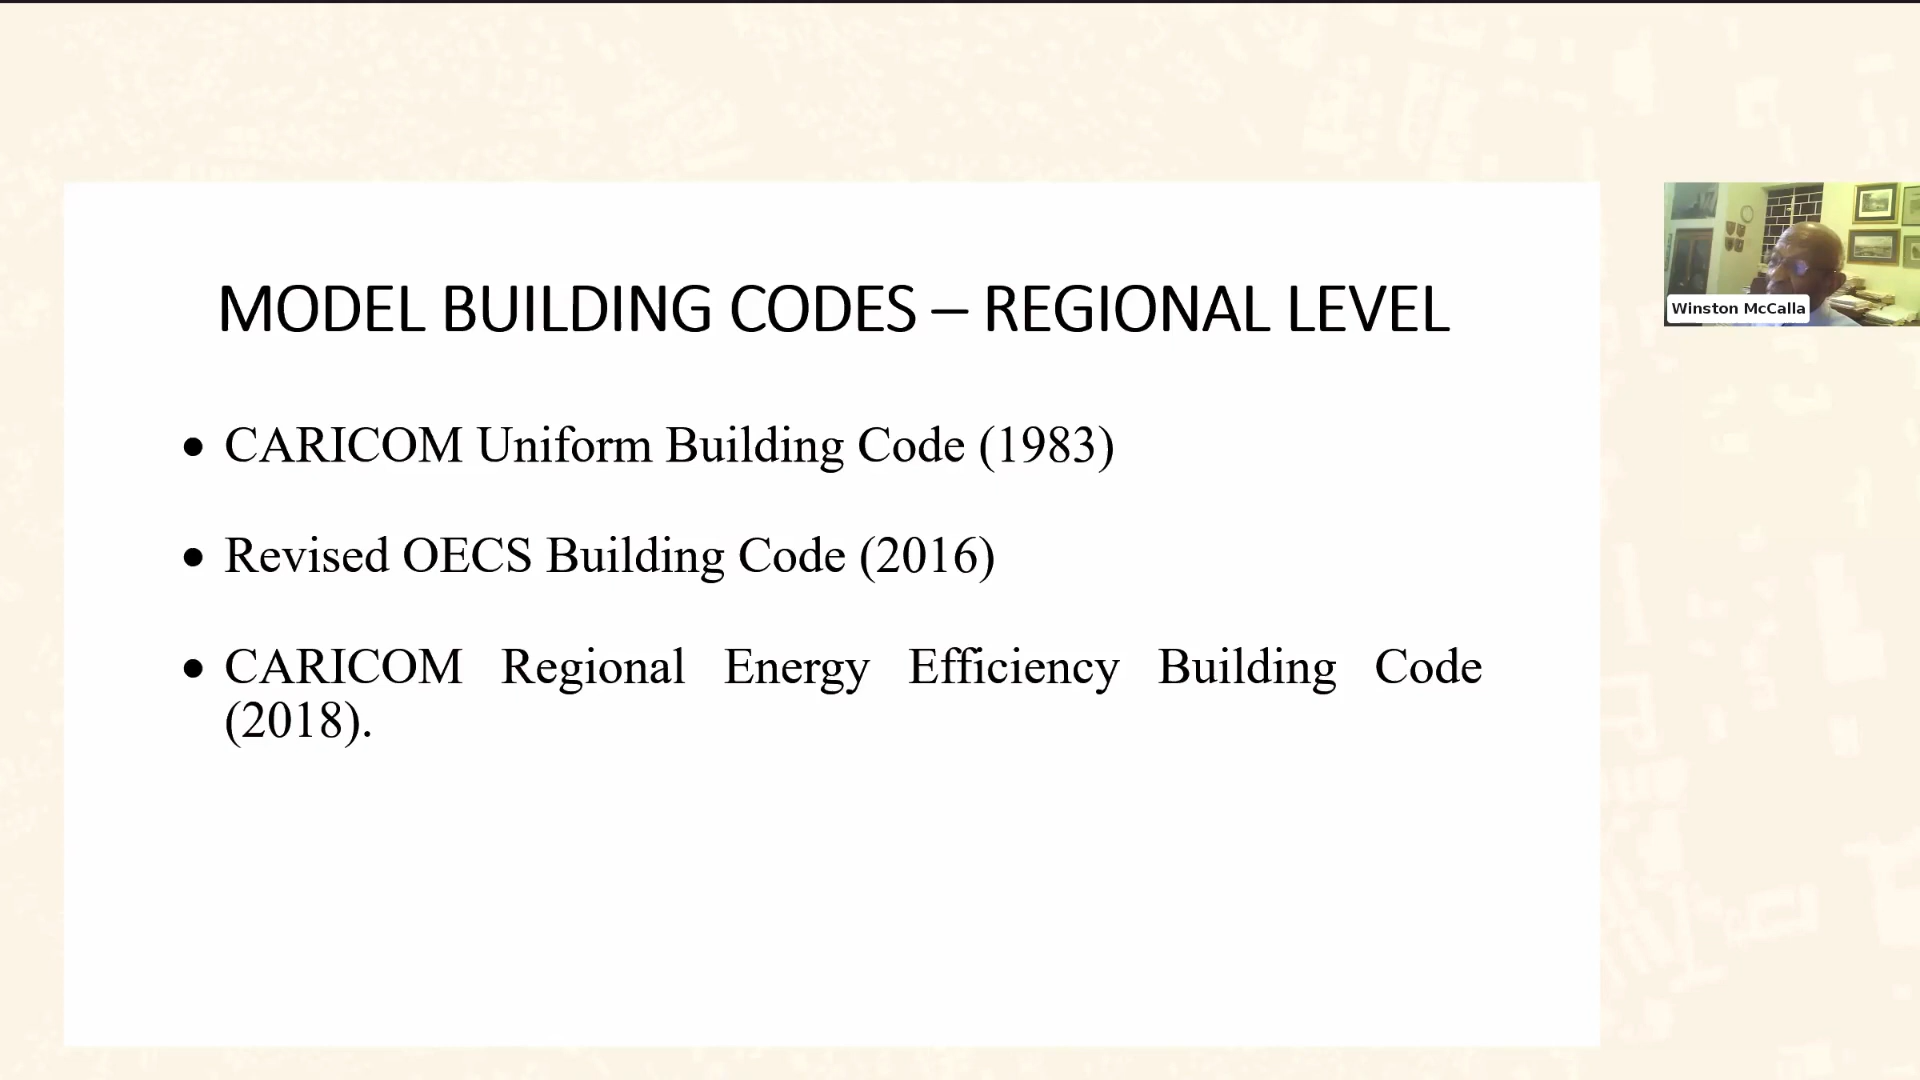 MODEL BUILDING CODES – REGIONAL LEVEL
• CARICOM Uniform Building Code (1983)
• Revised OECS Building Code (2016)
• CARICOM Regional Energy Efficiency Building Code
(2018).
Winston McCalla